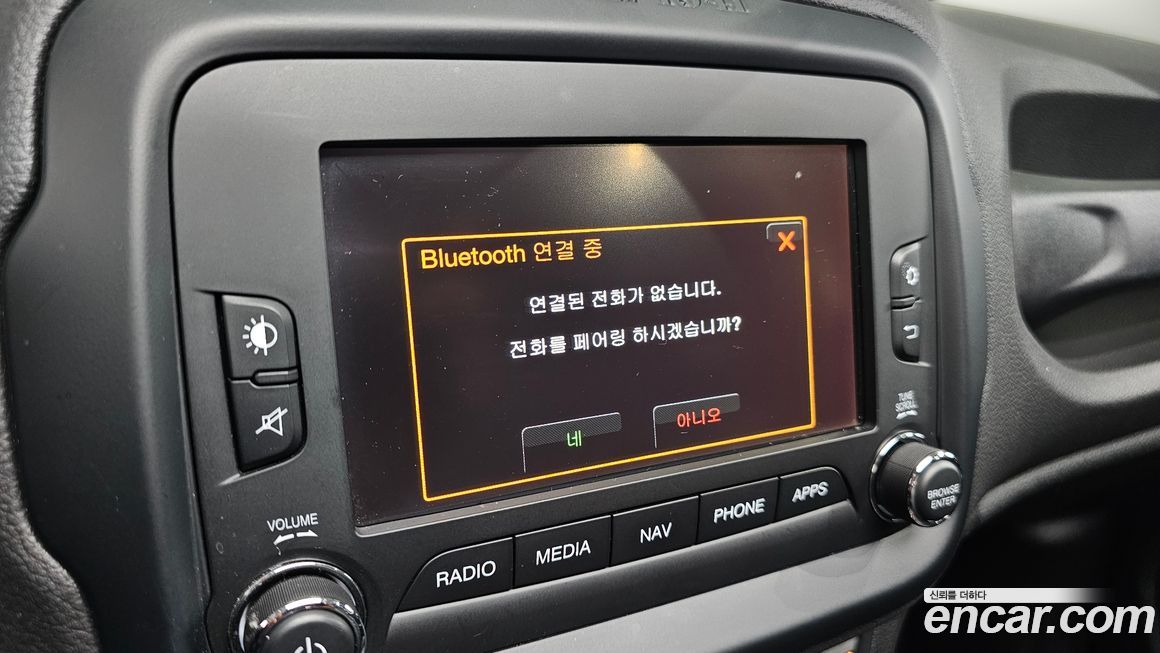 Bluetooth 연결 중
X
연결된 전화가 없습니다.
전화를 페어링 하시겠습니까?
네
아니오
TUNE
SCROLL
VOLUME
RADIO
MEDIA
NAV
PHONE
APPS
BROWSE
ENTER
신뢰를 더하다
encar.com